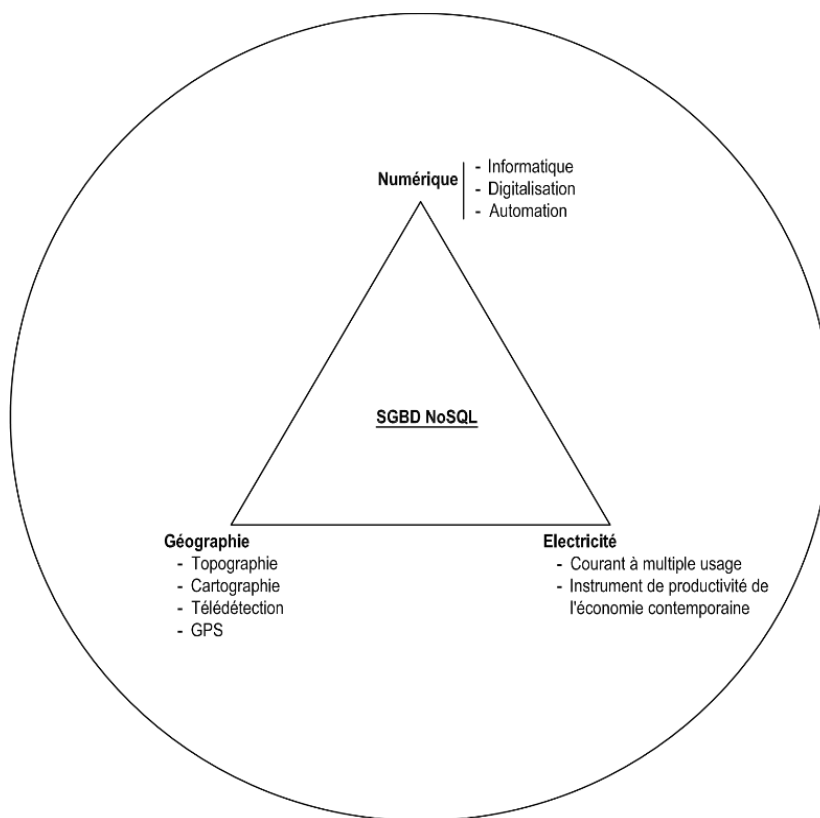 Numérique
- Informatique
- Digitalisation
- Automation
SGBD NoSQL
Géographie
- Topographie
- Cartographie
- Télédétection
- GPS
Electricité
- Courant à multiple usage
- Instrument de productivité de
l'économie contemporaine